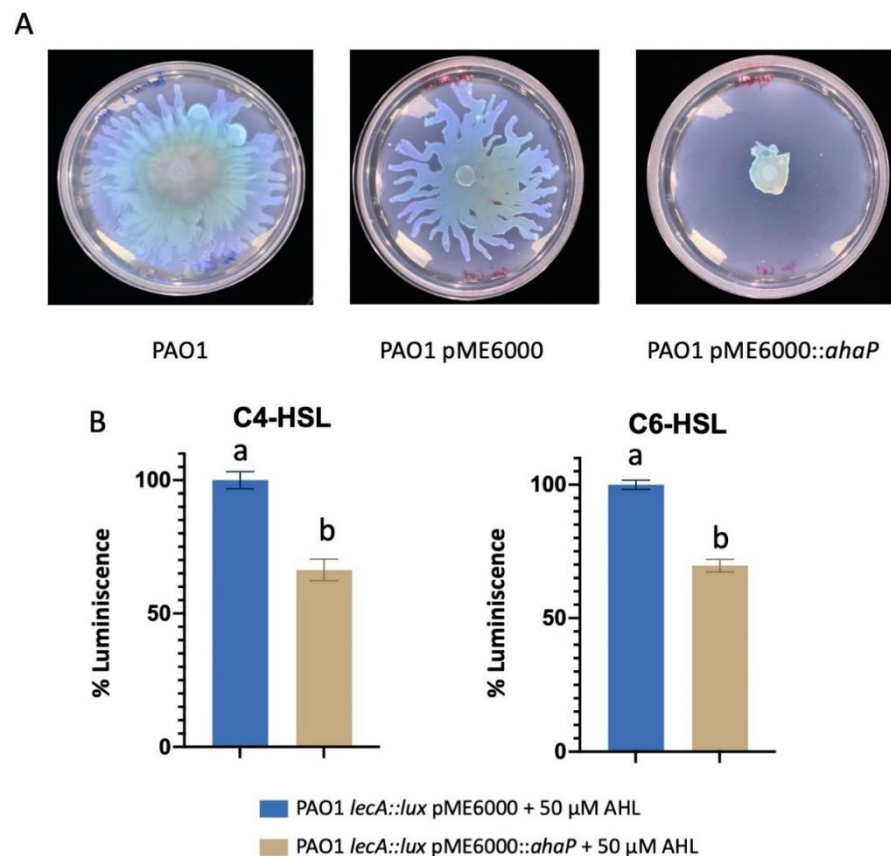 A
PAO1
PAO1 pME6000
PAO1 pME6000::ahaP
B
C4-HSL
C6-HSL
% Luminiscence
100
50
0
a
b
% Luminiscence
100
50
0
a
b
PAO1 lecA::lux pME6000 + 50 µM AHL
PAO1 lecA::lux pME6000::ahaP + 50 µM AHL